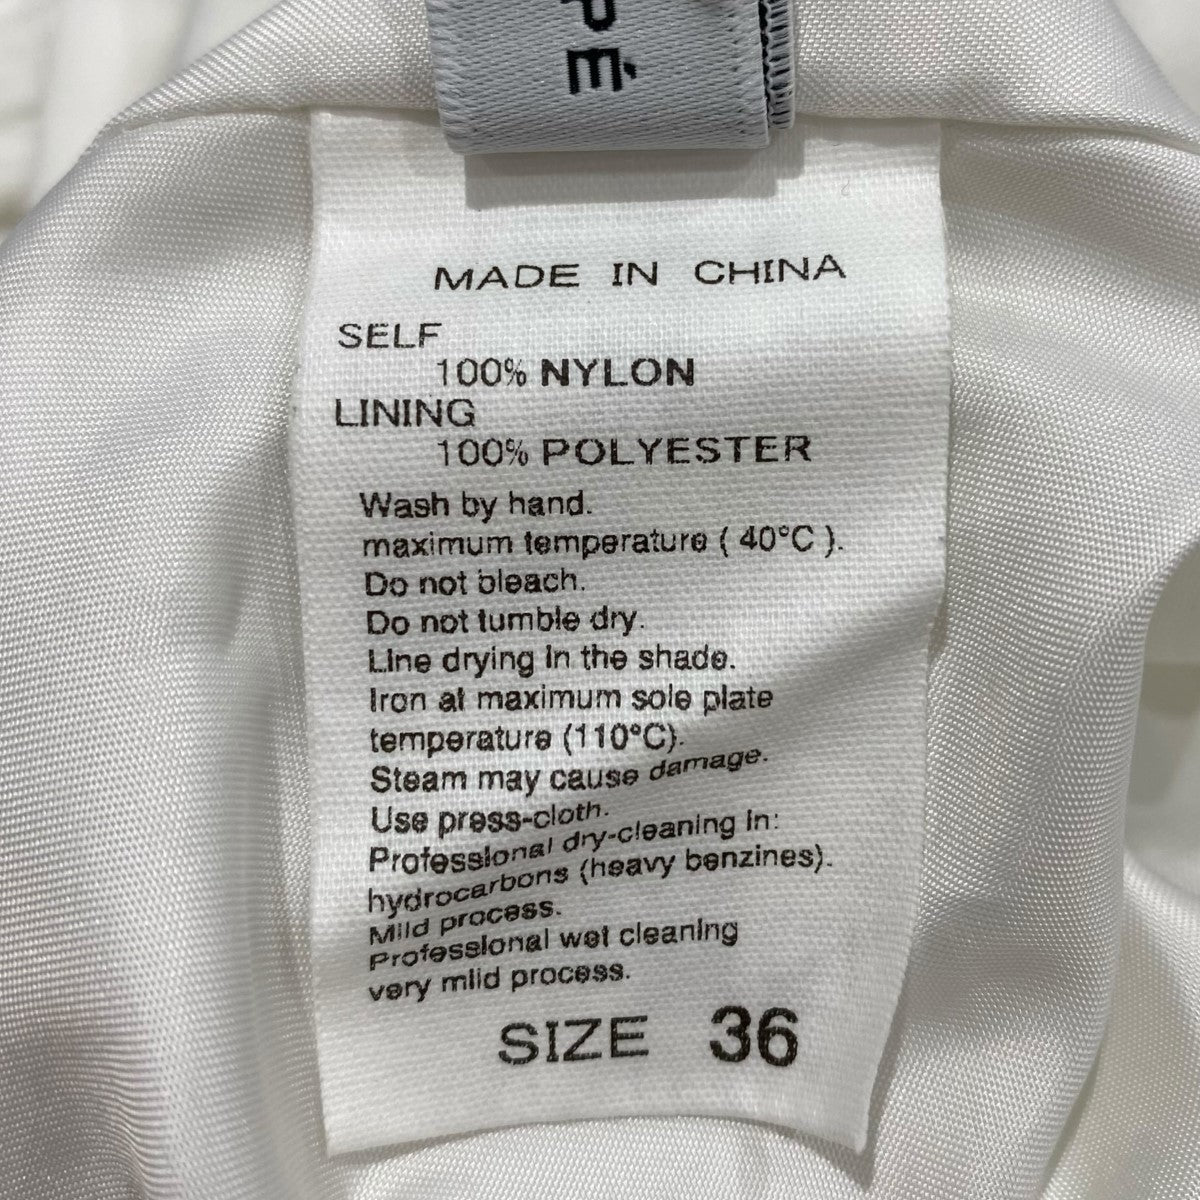 PÉ
MADE IN CHINA
SELF
100% NYLON
LINING
100% POLYESTER
Wash by hand.
maximum temperature ( 40°C ).
Do not bleach.
Do not tumble dry.
Line drying in the shade.
Iron at maximum sole plate
temperature (110°C).
Steam may cause damage.
Use press-cloth.
Professional dry-cleaning in:
hydrocarbons (heavy benzines).
Mild process.
Professional wet cleaning
very mild process.
SIZE 36